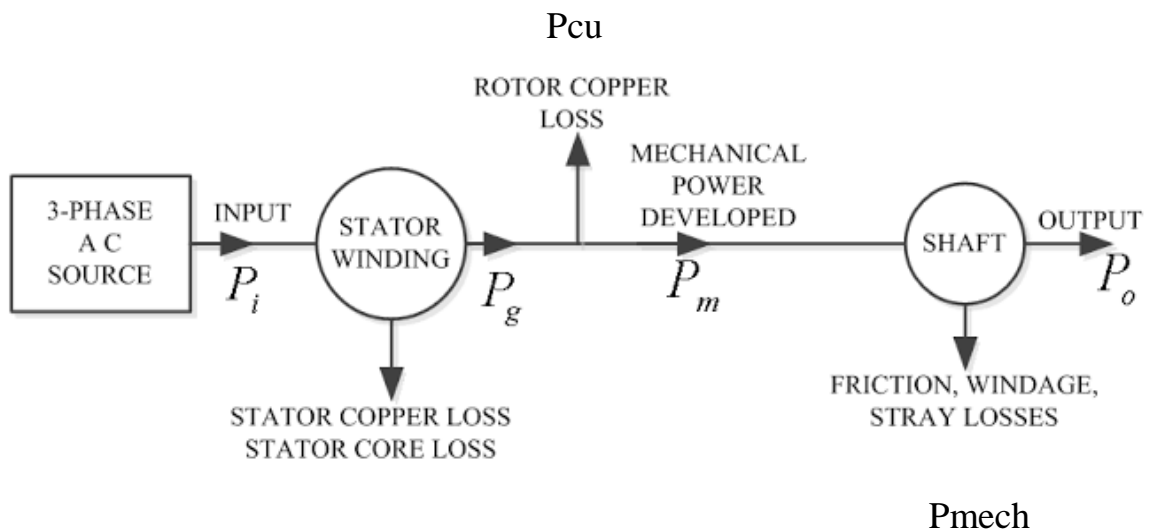 Pcu
ROTOR COPPER
LOSS
MECHANICAL
POWER
DEVELOPED
3-PHASE
A C
SOURCE
INPUT
P_i
STATOR
WINDING
P_g
P_m
SHAFT
OUTPUT
P_o
STATOR COPPER LOSS
STATOR CORE LOSS
FRICTION, WINDAGE,
STRAY LOSSES
Pmech